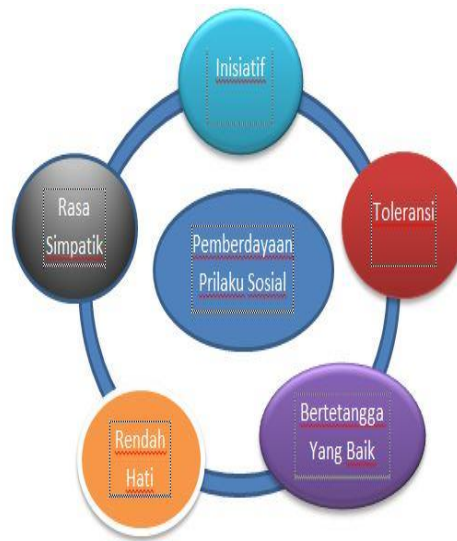 Inisiatif
Toleransi
Bertetangga
Yang Baik
Rendah
Hati
Rasa
Simpatik
Pemberdayaan
Prilaku Sosial